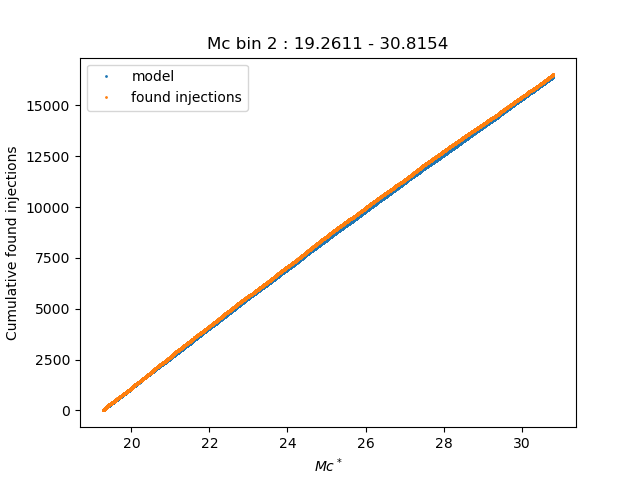 Mc bin 2 : 19.2611 - 30.8154
model
found injections
Cumulative found injections
15000
12500
10000
7500
5000
2500
0
20 22 24 26 28 30
Mc*